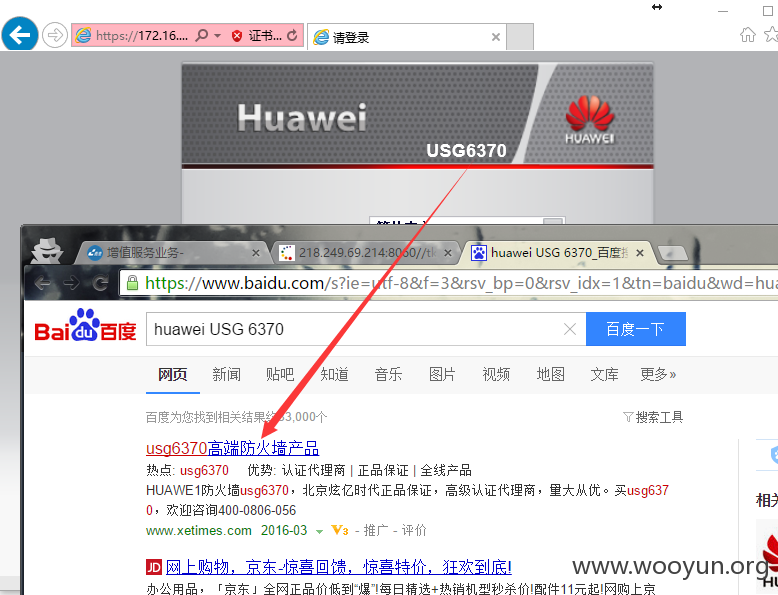 https://172.16.... 证书... 请登录
Huawei
HUAWEI
USG6370
增值服务业务- huawei USG 6370_百度
https://www.baidu.com/s?ie=utf-8&f=3&rsv_bp=0&rsv_idx=1&tn=baidu&wd=hua
Bai du 百度 huawei USG 6370 百度一下
网页 新闻 贴吧 知道 音乐 图片 视频 地图 文库 更多»
百度为您找到相关结果约33,000个 搜索工具
usg6370高端防火墙产品
热点: usg6370 优势: 认证代理商 | 正品保证 | 全线产品
HUAWE1防火墙usg6370，北京炫亿时代正品保证，高级认证代理商，量大从优。买usg637
0，欢迎咨询400-0806-056
www.xetimes.com 2016-03 V3 - 推广 - 评价
相关
JD 网上购物，京东-惊喜回馈，惊喜特价，狂欢到底!
www.wooyun.org
办公用品，「京东」全网正品价低到"爆"!每日精选+热销机型秒杀价!配件11元起!网购上京